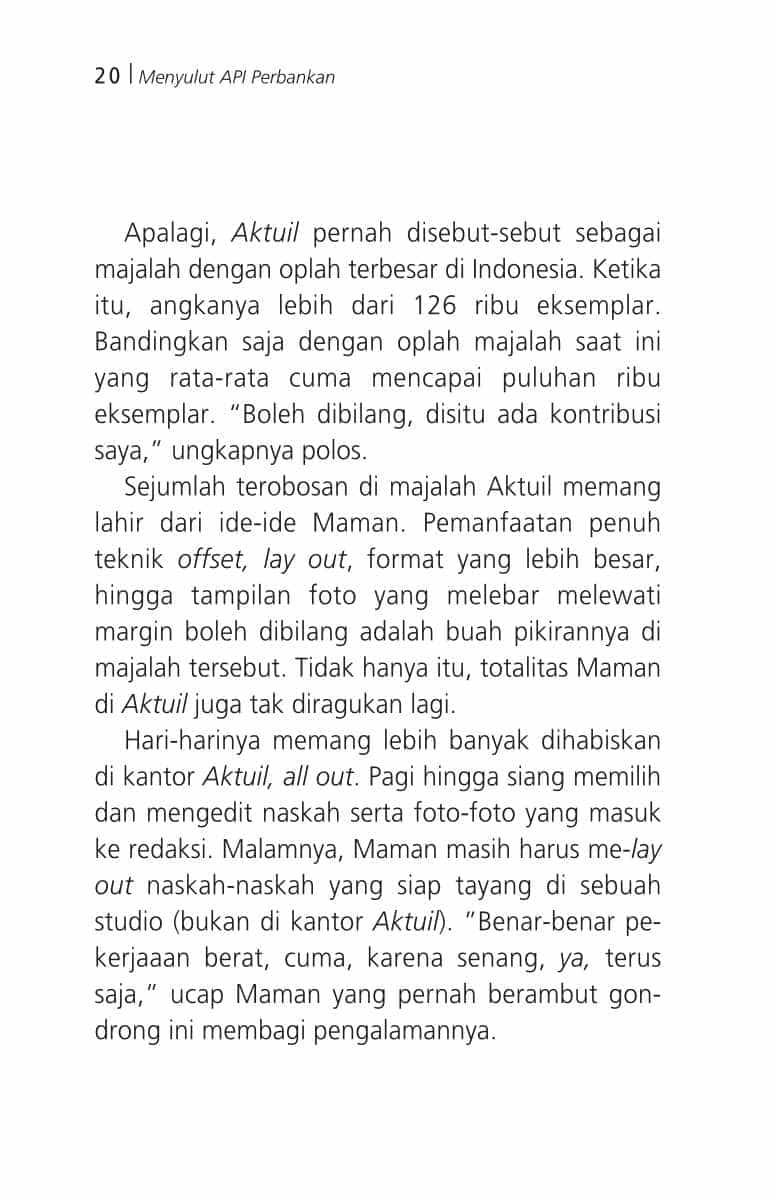 20 | Menyulut API Perbankan
Apalagi, Aktuil pernah disebut-sebut sebagai
majalah dengan oplah terbesar di Indonesia. Ketika
itu, angkanya lebih dari 126 ribu eksemplar.
Bandingkan saja dengan oplah majalah saat ini
yang rata-rata cuma mencapai puluhan ribu
eksemplar. “Boleh dibilang, disitu ada kontribusi
saya,” ungkapnya polos.
Sejumlah terobosan di majalah Aktuil memang
lahir dari ide-ide Maman. Pemanfaatan penuh
teknik offset, lay out, format yang lebih besar,
hingga tampilan foto yang melebar melewati
margin boleh dibilang adalah buah pikirannya di
majalah tersebut. Tidak hanya itu, totalitas Maman
di Aktuil juga tak diragukan lagi.
Hari-harinya memang lebih banyak dihabiskan
di kantor Aktuil, all out. Pagi hingga siang memilih
dan mengedit naskah serta foto-foto yang masuk
ke redaksi. Malamnya, Maman masih harus me-lay
out naskah-naskah yang siap tayang di sebuah
studio (bukan di kantor Aktuil). “Benar-benar pe-
kerjaaan berat, cuma, karena senang, ya, terus
saja,” ucap Maman yang pernah berambut gon-
drong ini membagi pengalamannya.